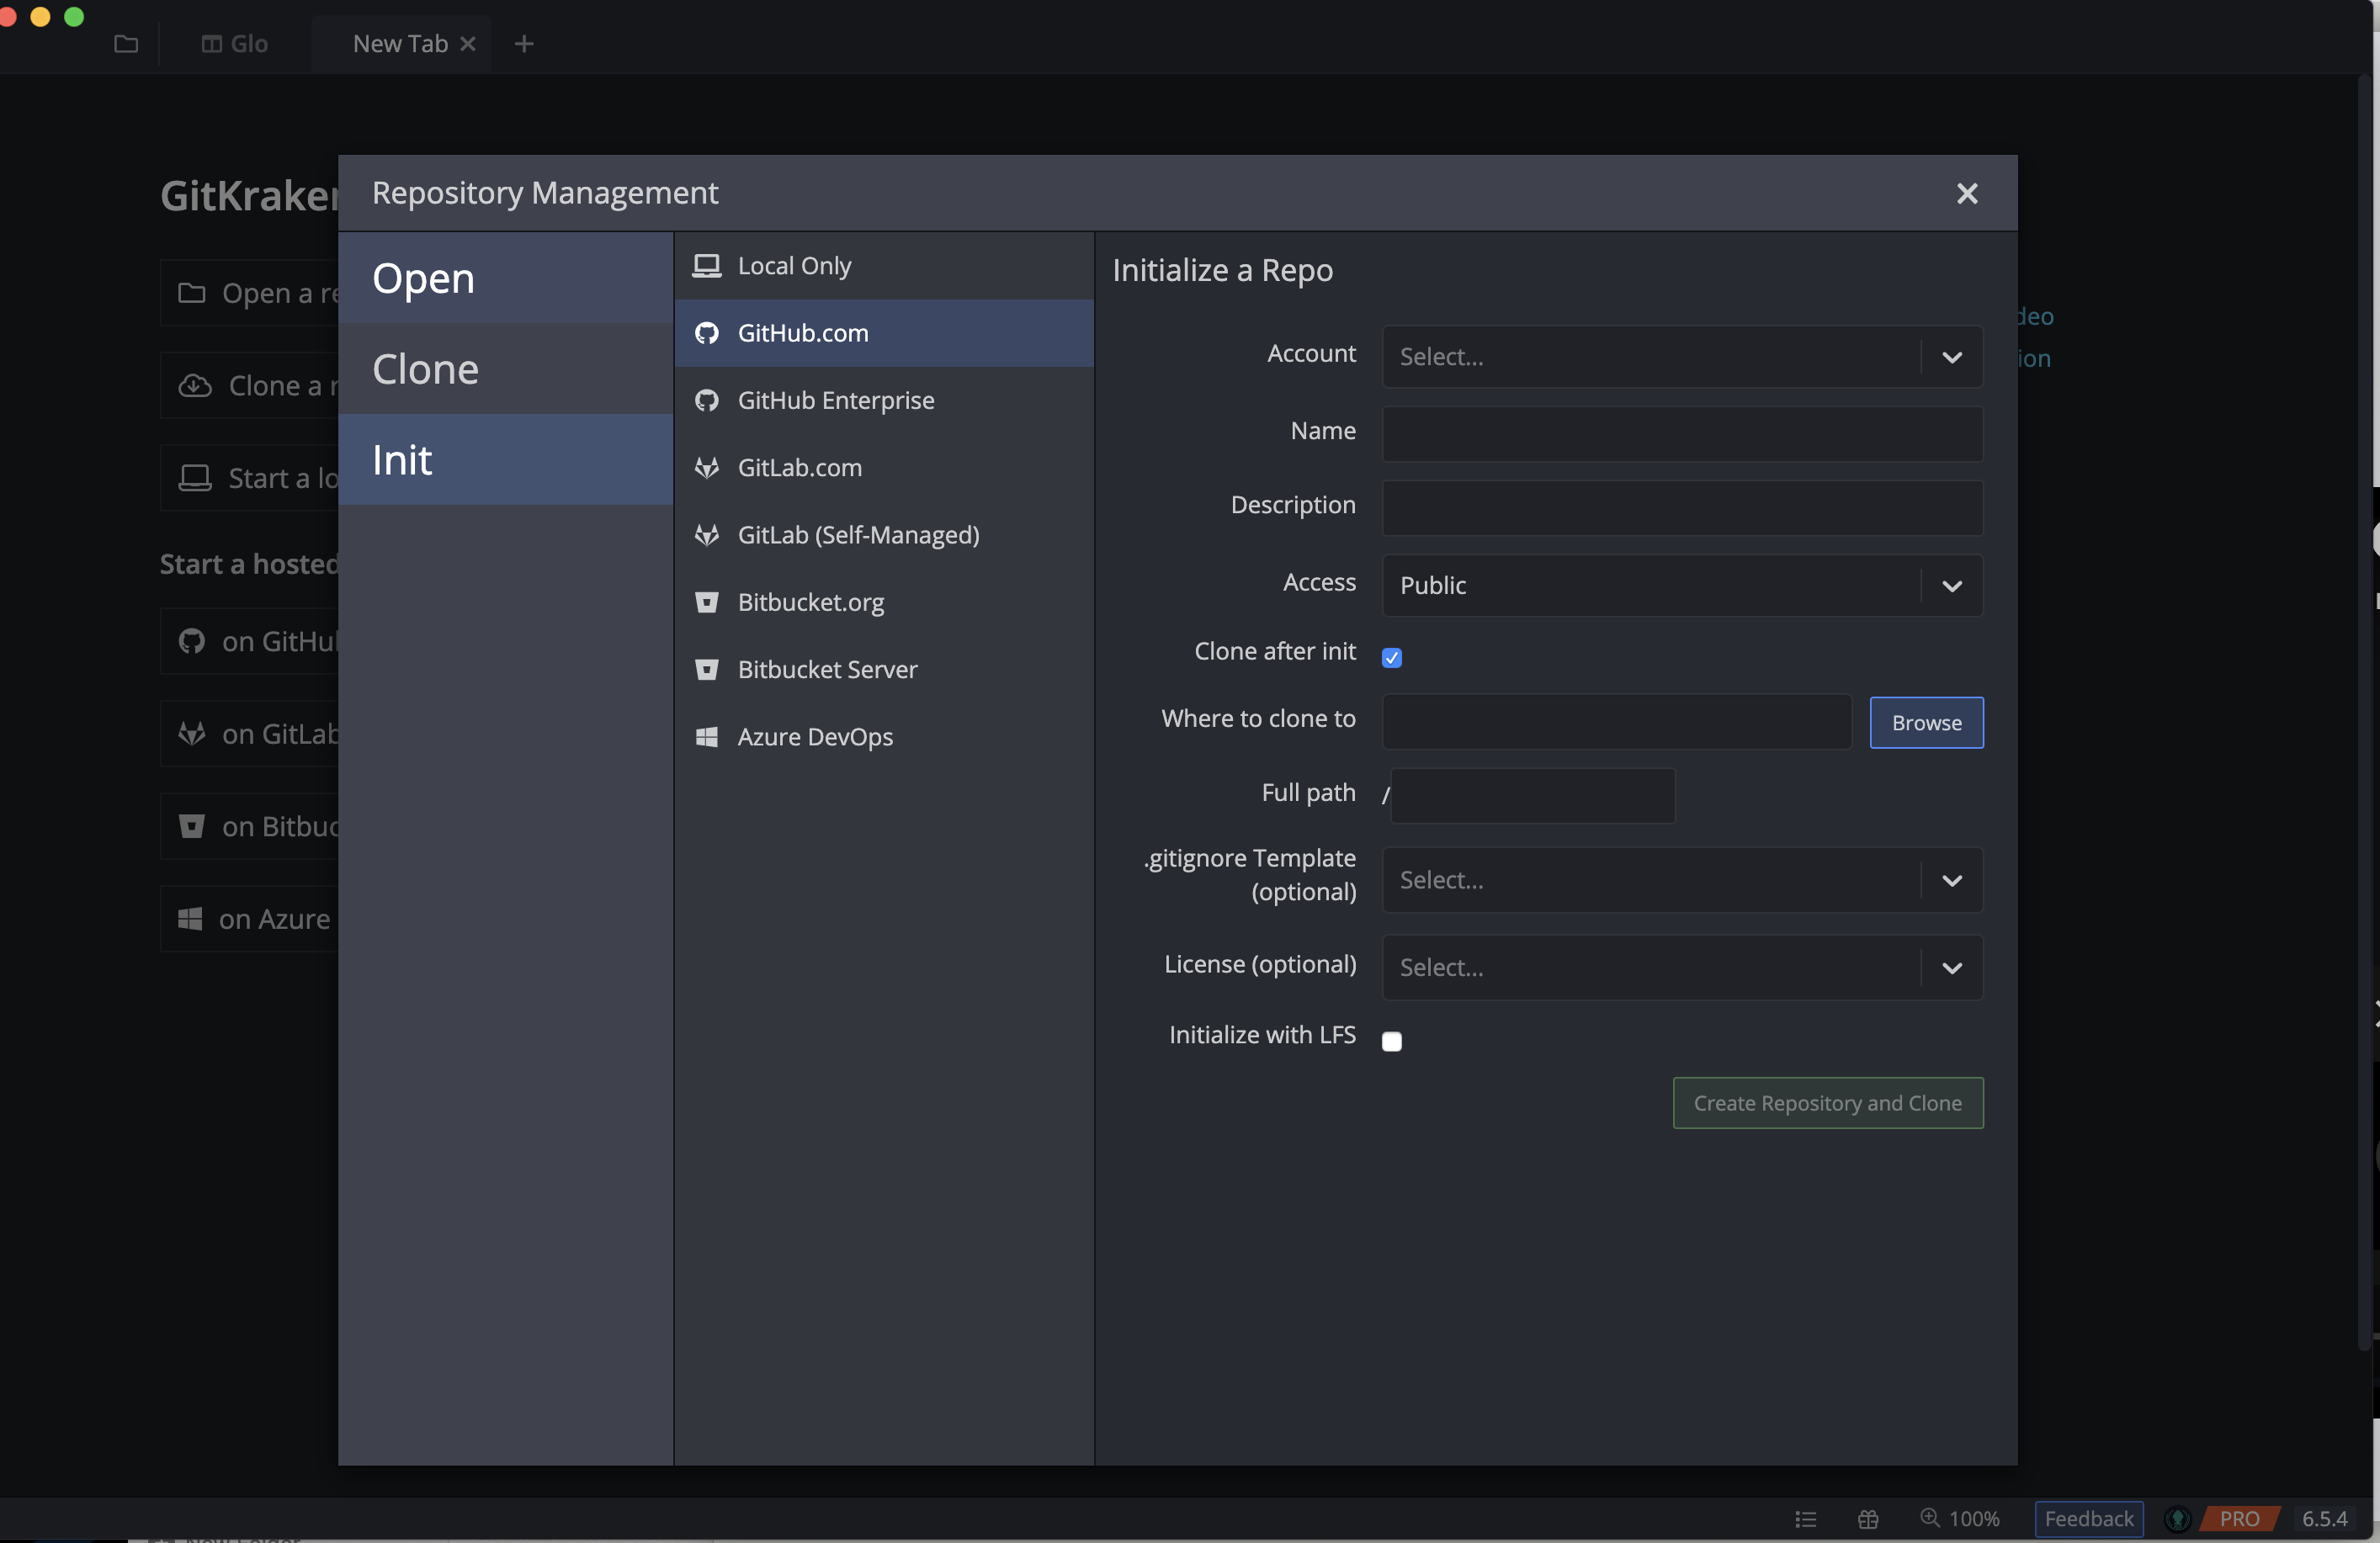 Glo
New Tab
GitKraken
Open a re
Clone a r
Start a lo
Start a hosted
on GitHu
on GitLab
on Bitbuc
on Azure
deo
ion
Repository Management
Open
Clone
Init
Local Only
GitHub.com
GitHub Enterprise
GitLab.com
GitLab (Self-Managed)
Bitbucket.org
Bitbucket Server
Azure DevOps
Initialize a Repo
Account Select...
Name
Description
Access Public
Clone after init
Where to clone to Browse
Full path /
.gitignore Template
(optional) Select...
License (optional) Select...
Initialize with LFS
Create Repository and Clone
100% Feedback PRO 6.5.4